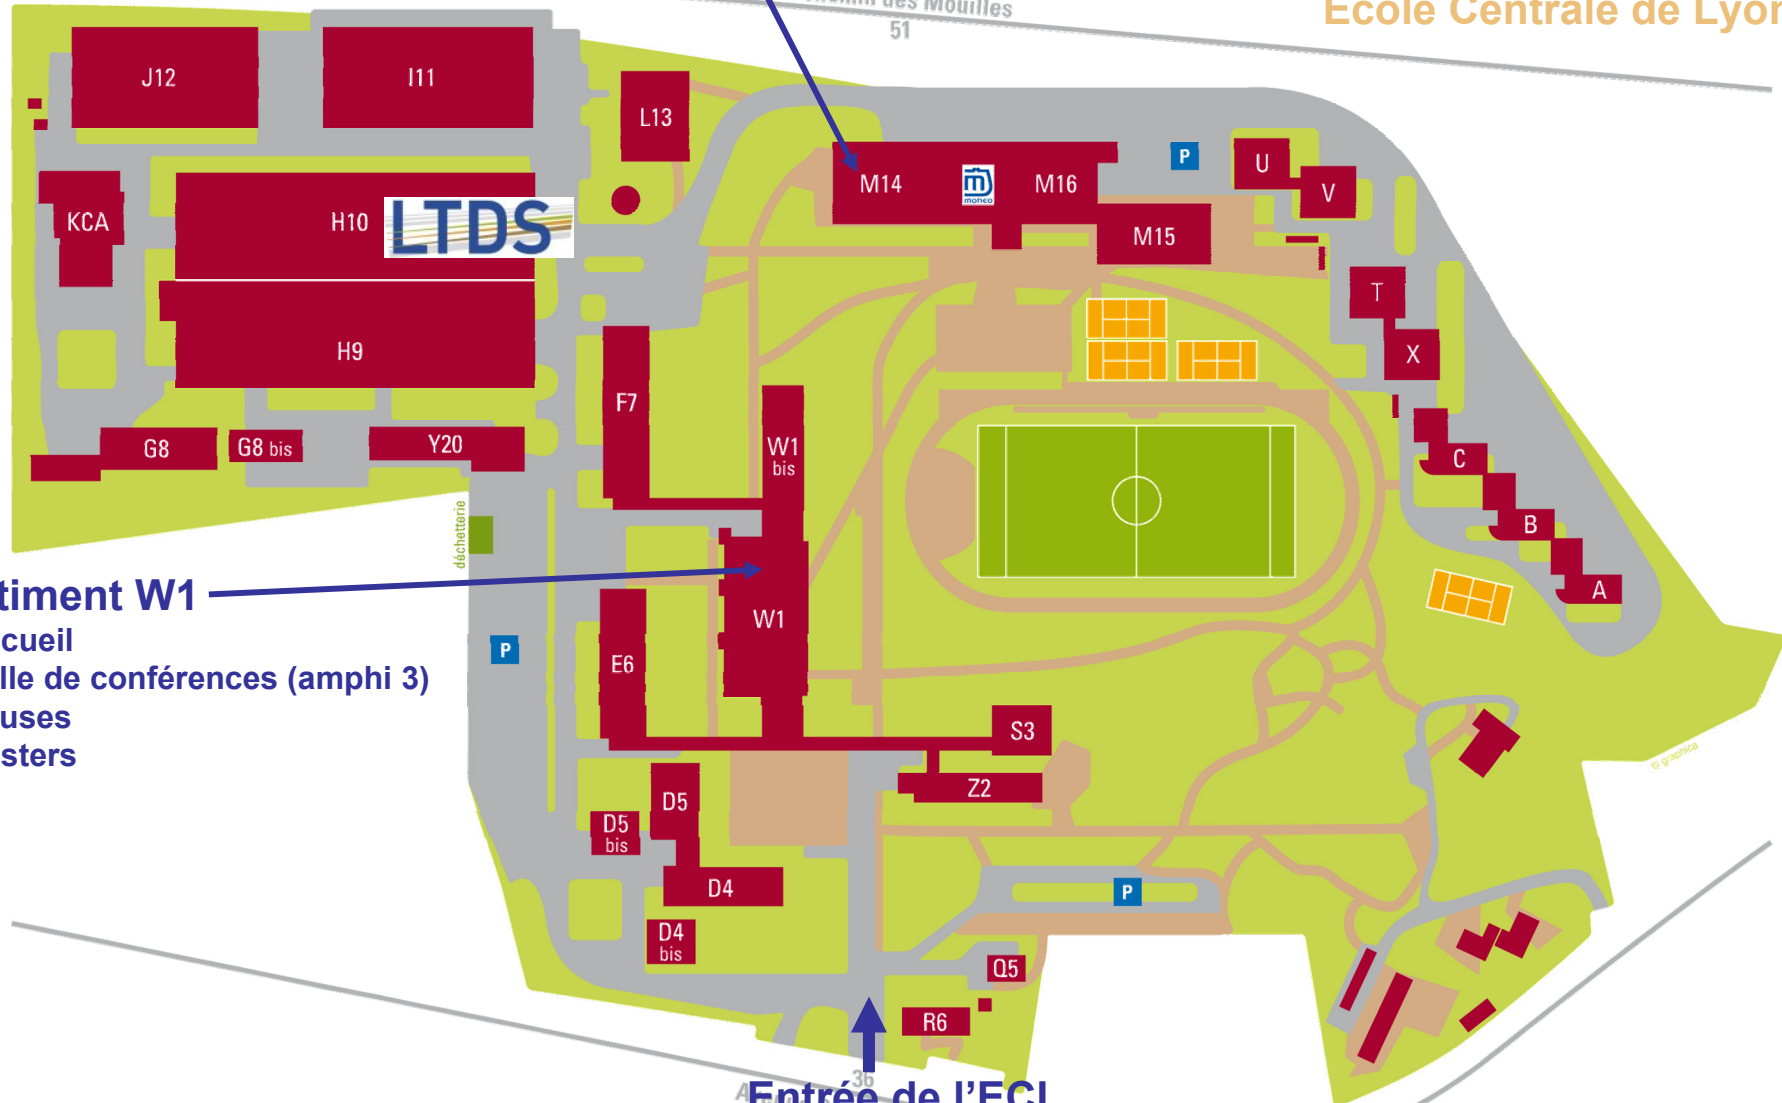 des Mouilles
51
Ecole Centrale de Lyon
J12
I11
L13
KCA
H10
LTDS
M14
monco
M16
P
U
V
M15
H9
T
X
F7
W1
bis
G8
G8 bis
Y20
C
B
A
déchetterie
timent W1
cueil
lle de conférences (amphi 3)
uses
sters
P
E6
W1
S3
Z2
© graphica
D5
D5
bis
D4
P
D4
bis
Q5
R6
36
Entrée de l'ECL